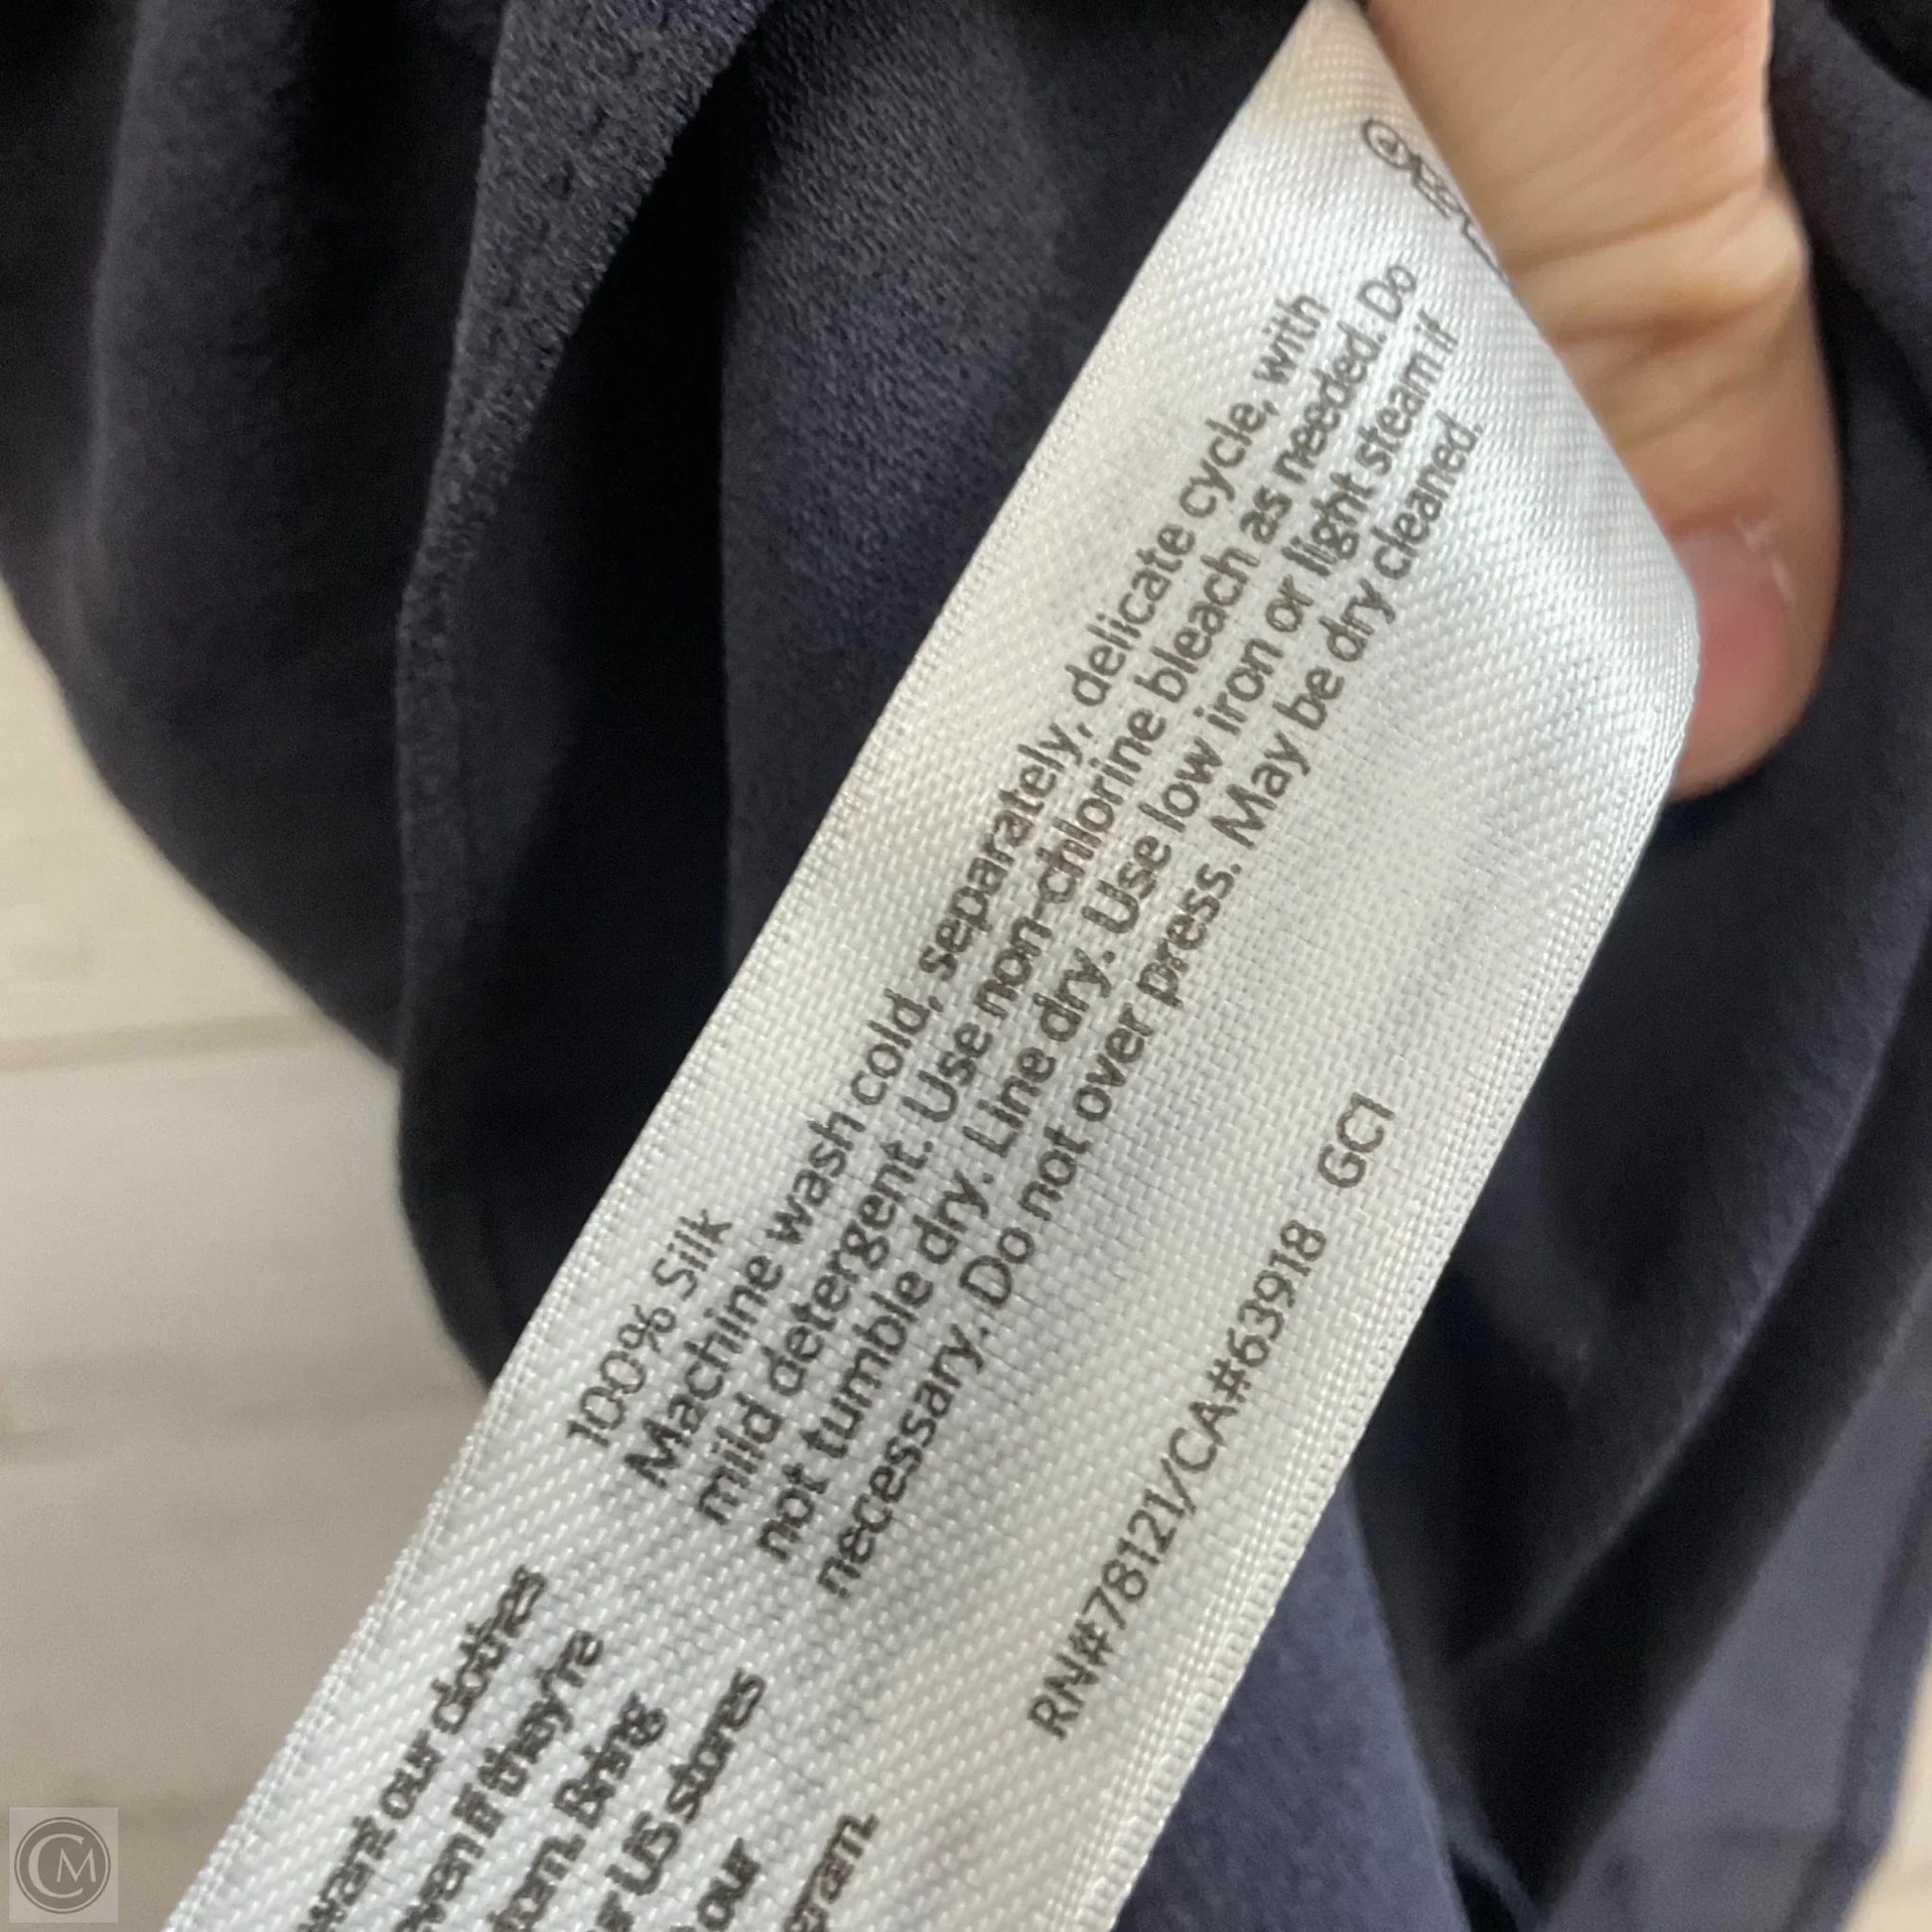 100% Silk
Machine wash cold, separately, delicate cycle, with
mild detergent. Use non-chlorine bleach as needed. Do
not tumble dry. Line dry. Use low iron or light steam if
necessary. Do not over press. May be dry cleaned.
RN#78121/CA#63918 GC1
want our clothes
even if they're
torn. Bring
US stores
our
CM